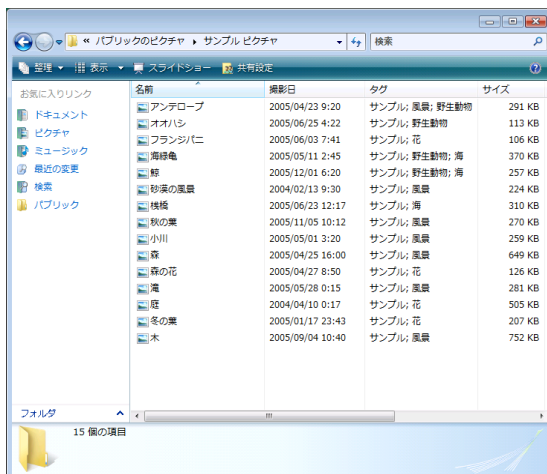 « パブリックのピクチャ ▸ サンプル ピクチャ 検索
整理 表示 スライドショー 共有設定
お気に入りリンク
ドキュメント
ピクチャ
ミュージック
最近の変更
検索
パブリック
フォルダ
名前 撮影日 タグ サイズ
アンテロープ 2005/04/23 9:20 サンプル; 風景; 野生動物 291 KB
オオハシ 2005/06/25 4:22 サンプル; 野生動物 113 KB
フランジパニ 2005/06/03 7:41 サンプル; 花 106 KB
海緑亀 2005/05/11 2:45 サンプル; 野生動物; 海 370 KB
鯨 2005/12/01 6:20 サンプル; 野生動物; 海 257 KB
砂漠の風景 2004/02/13 9:30 サンプル; 風景 224 KB
桟橋 2005/06/23 12:17 サンプル; 海 310 KB
秋の葉 2005/11/05 10:12 サンプル; 風景 270 KB
小川 2005/05/01 3:20 サンプル; 風景 259 KB
森 2005/04/25 16:00 サンプル; 風景 649 KB
森の花 2005/04/27 8:50 サンプル; 花 126 KB
滝 2005/05/28 0:15 サンプル; 風景 281 KB
庭 2004/04/10 0:17 サンプル; 花 505 KB
冬の葉 2005/01/17 23:43 サンプル; 花 207 KB
木 2005/09/04 10:40 サンプル; 風景 752 KB
15 個の項目